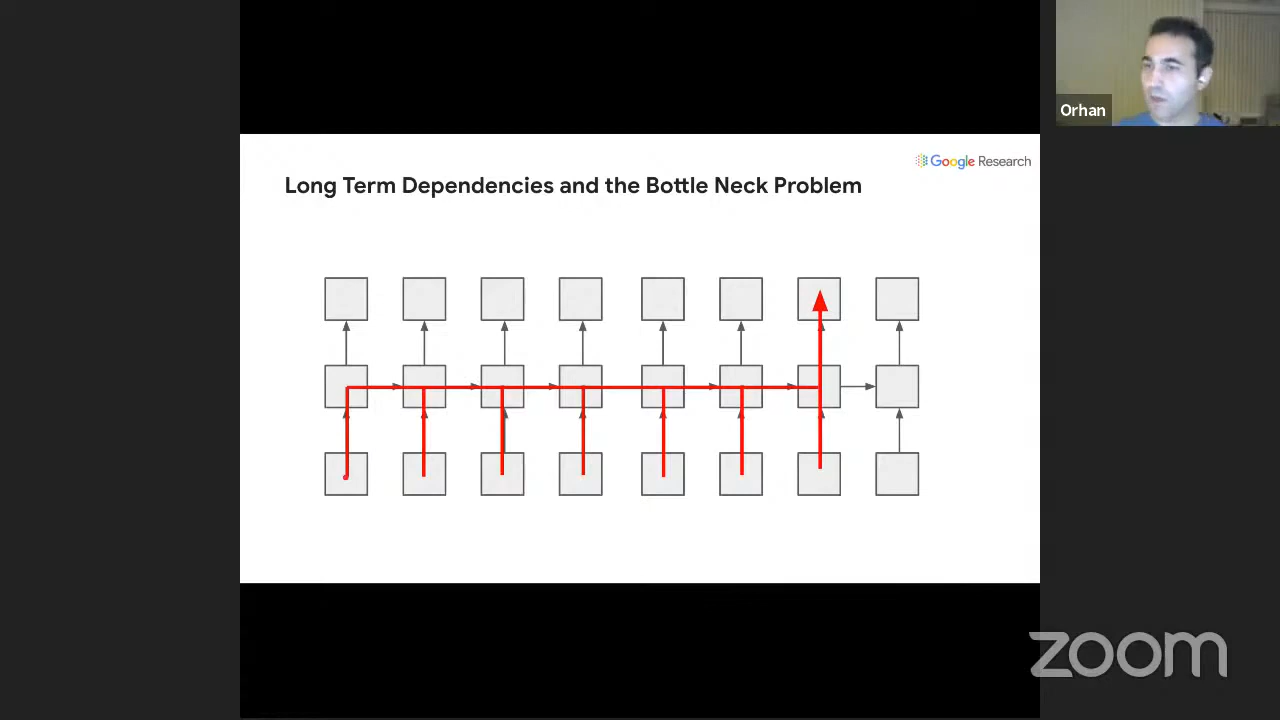 Orhan
Google Research
Long Term Dependencies and the Bottle Neck Problem
zoom